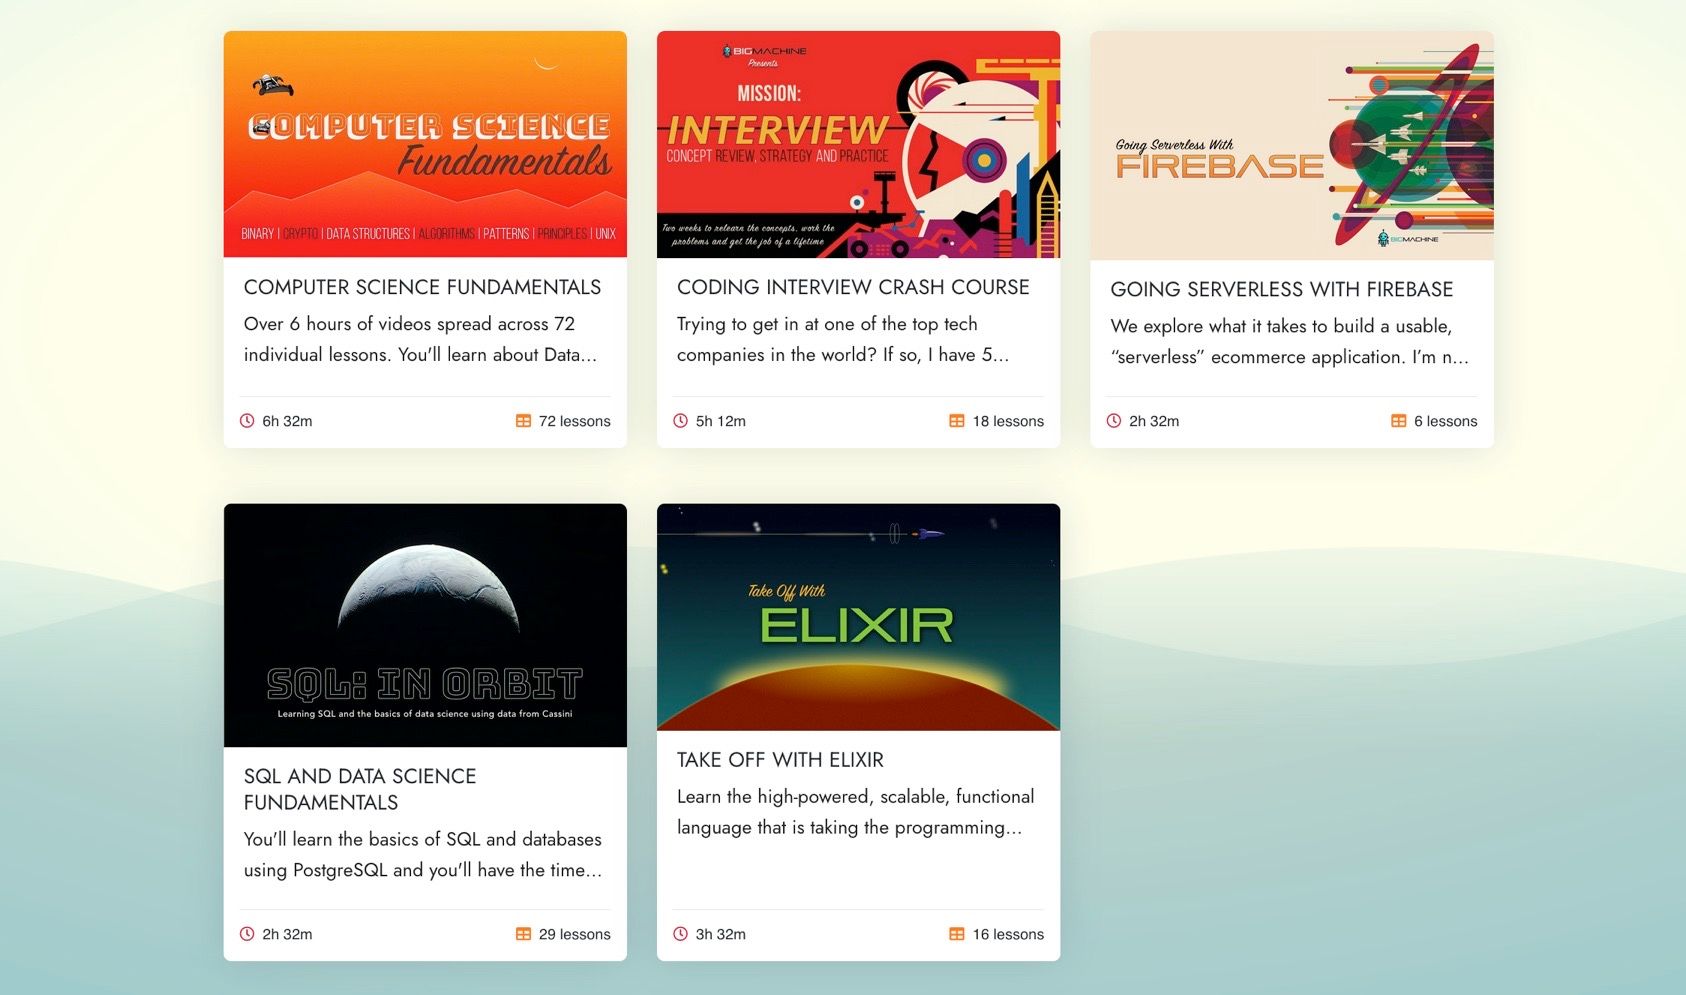 COMPUTER SCIENCE
Fundamentals
BINARY | CRYPTO | DATA STRUCTURES | ALGORITHMS | PATTERNS | PRINCIPLES | UNIX
COMPUTER SCIENCE FUNDAMENTALS
Over 6 hours of videos spread across 72
individual lessons. You'll learn about Data...
6h 32m
72 lessons
BIGMACHINE
Presents
MISSION:
INTERVIEW
CONCEPT REVIEW STRATEGY AND PRACTICE
Two weeks to relearn the concepts, work the
problems and get the job of a lifetime
CODING INTERVIEW CRASH COURSE
Trying to get in at one of the top tech
companies in the world? If so, I have 5...
5h 12m
18 lessons
Going Serverless With
FIREBASE
BIGMACHINE
GOING SERVERLESS WITH FIREBASE
We explore what it takes to build a usable,
“serverless” ecommerce application. I’m n...
2h 32m
6 lessons
SQL: IN ORBIT
Learning SQL and the basics of data science using data from Cassini
SQL AND DATA SCIENCE
FUNDAMENTALS
You'll learn the basics of SQL and databases
using PostgreSQL and you'll have the time...
2h 32m
29 lessons
Take Off With
ELIXIR
TAKE OFF WITH ELIXIR
Learn the high-powered, scalable, functional
language that is taking the programming...
3h 32m
16 lessons